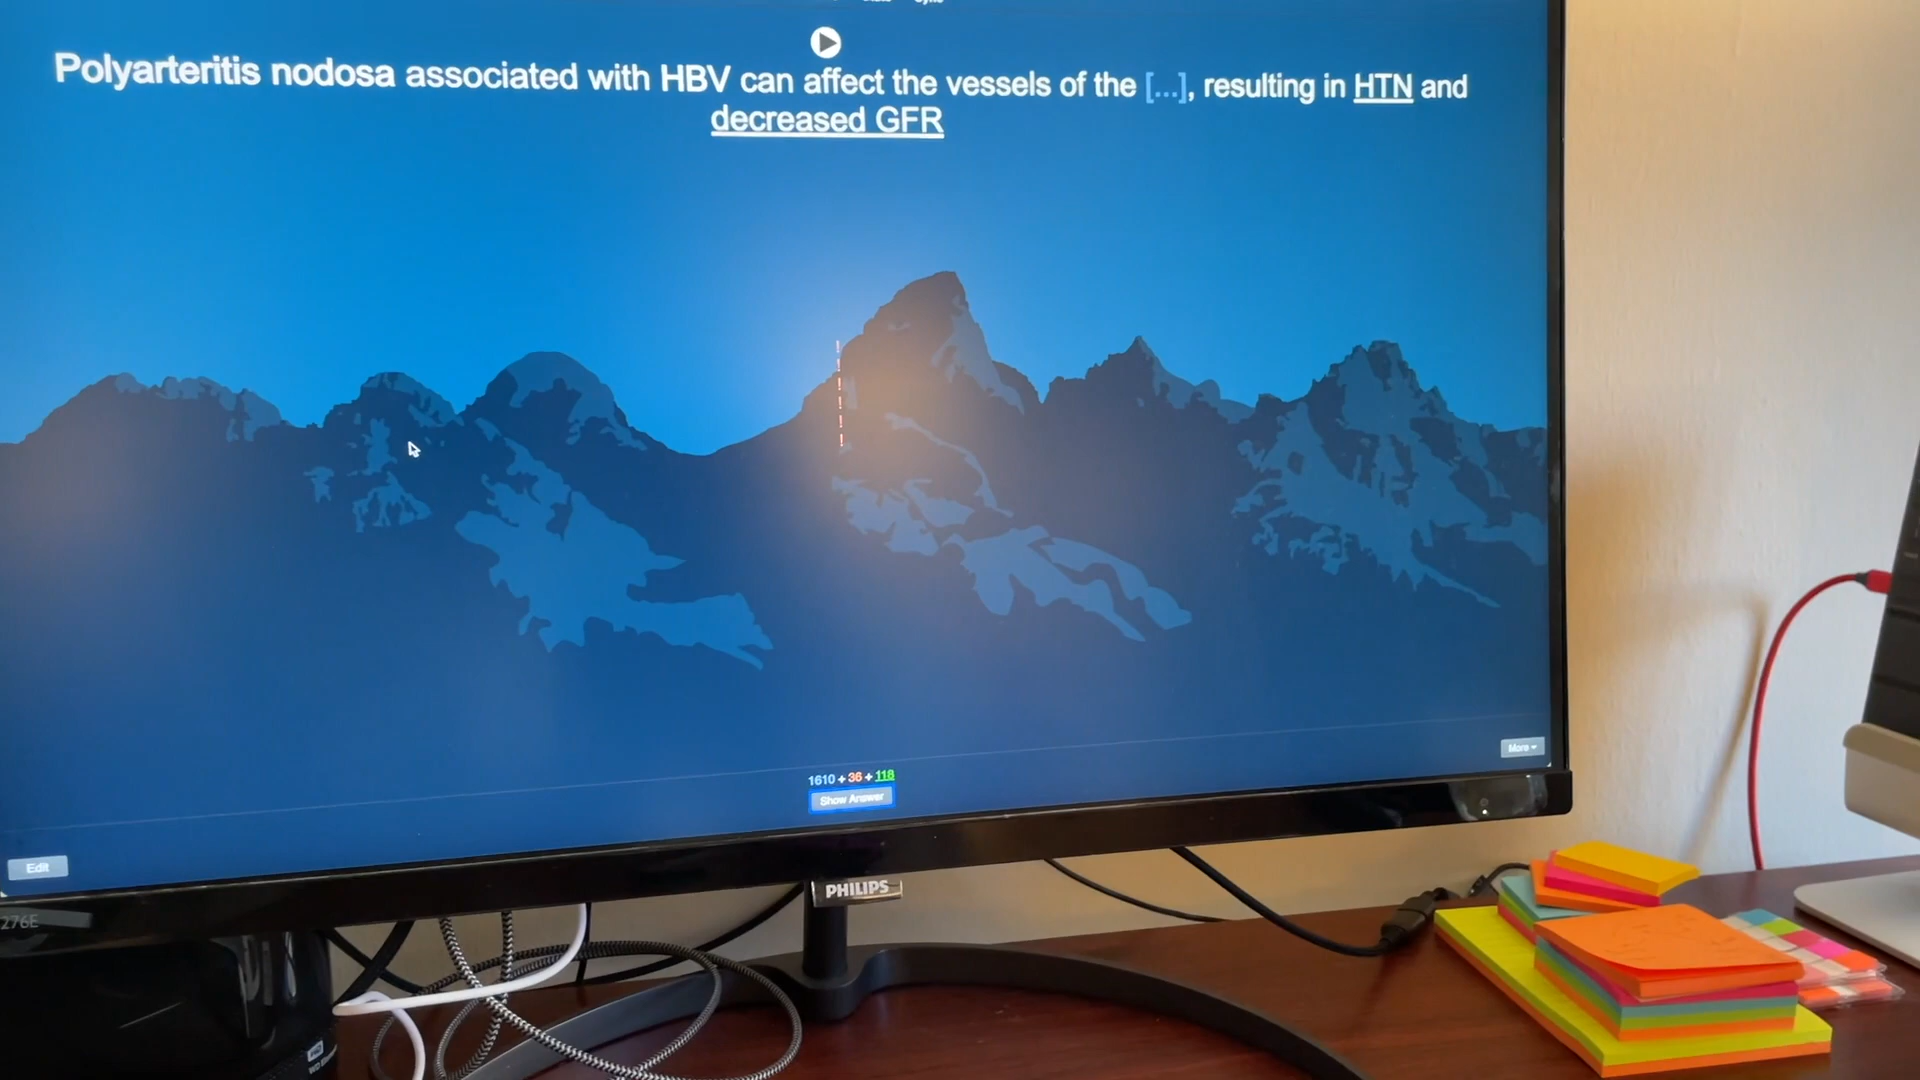 Polyarteritis nodosa associated with HBV can affect the vessels of the [...], resulting in HTN and
decreased GFR
More
1610 + 36 + 118
Show Answer
Edit
PHILIPS
276E